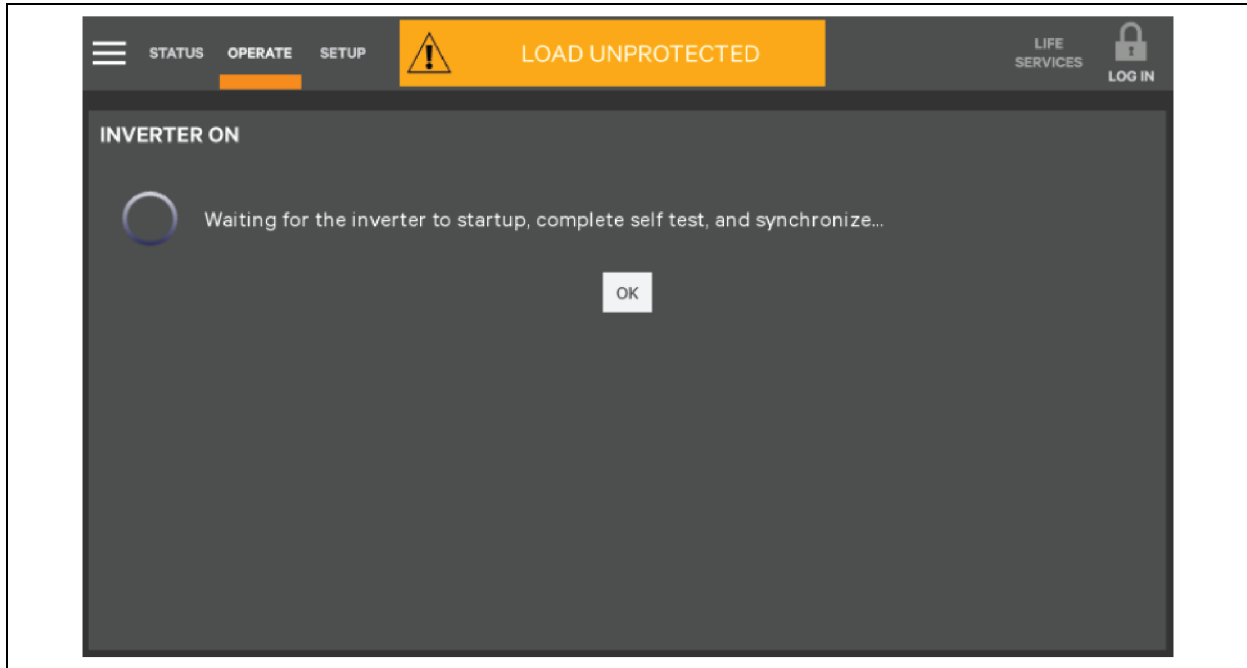 STATUS OPERATE SETUP LOAD UNPROTECTED LIFE
SERVICES LOG IN
INVERTER ON
Waiting for the inverter to startup, complete self test, and synchronize...
OK